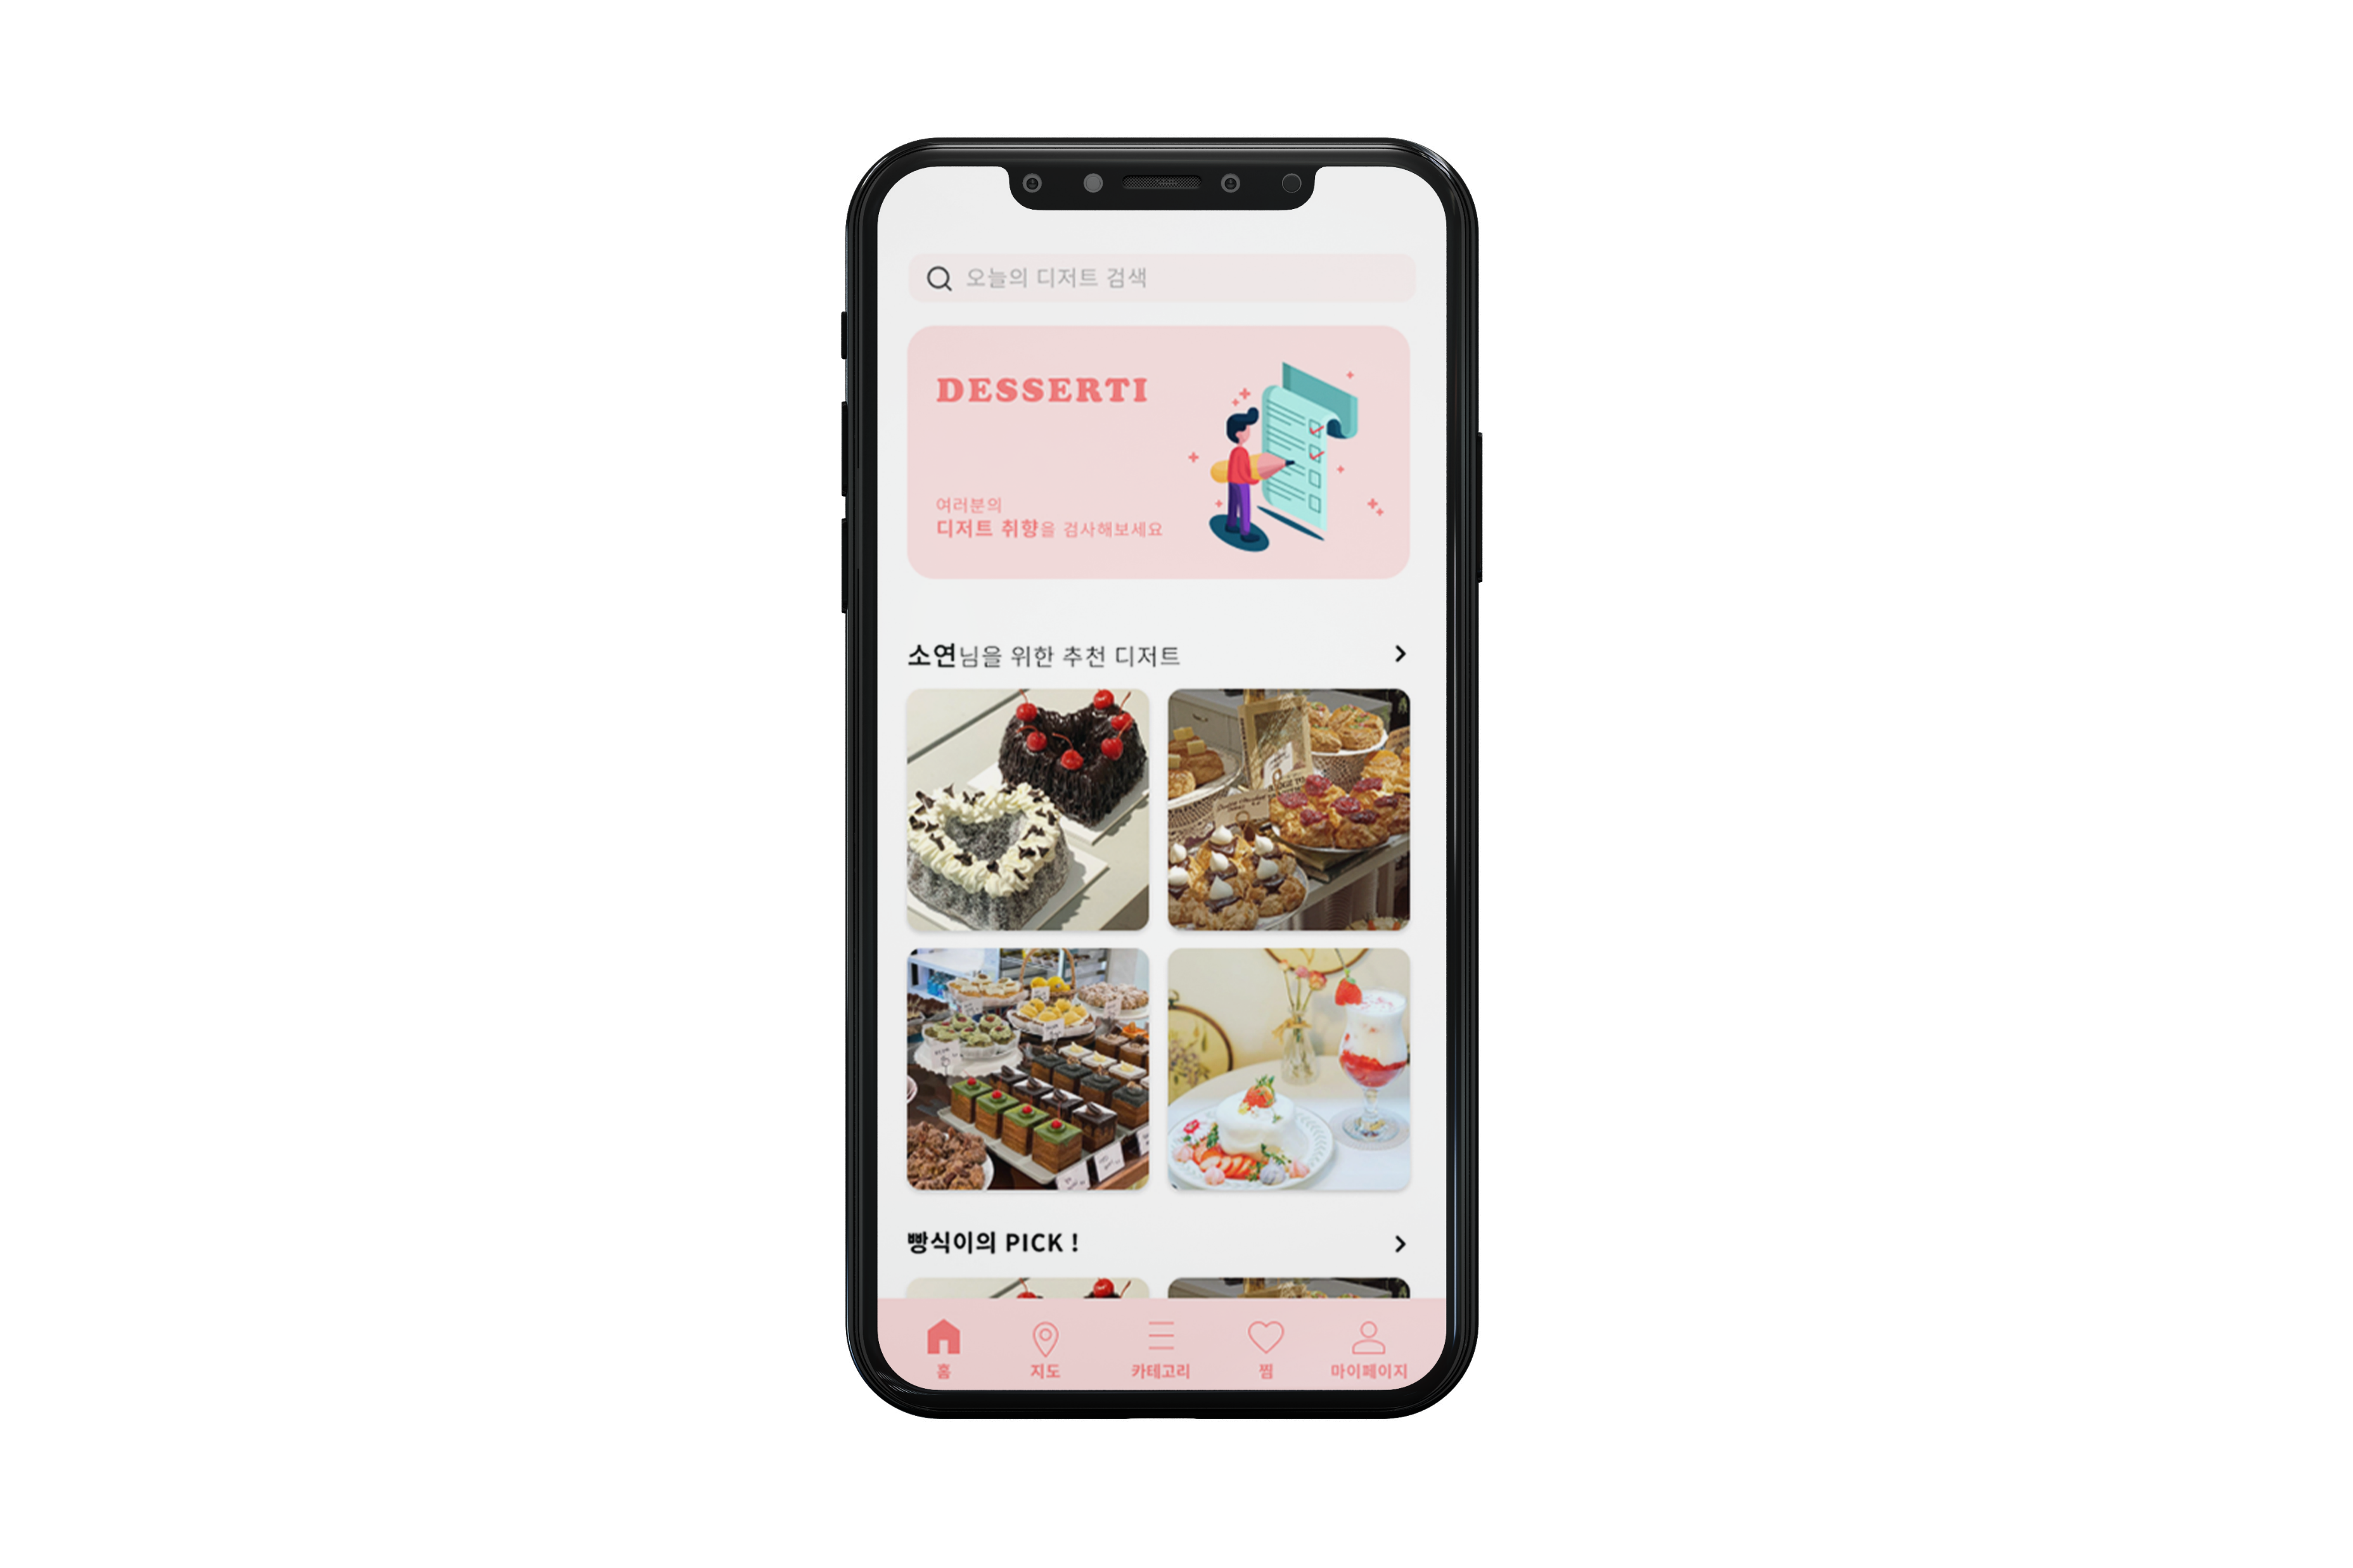 오늘의 디저트 검색
DESSERTI
여러분의
디저트 취향을 검사해보세요
소연님을 위한 추천 디저트
빵식이의 PICK !
홈
지도
카테고리
찜
마이페이지